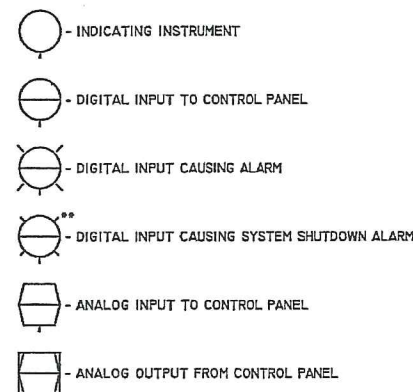 - INDICATING INSTRUMENT
- DIGITAL INPUT TO CONTROL PANEL
- DIGITAL INPUT CAUSING ALARM
** - DIGITAL INPUT CAUSING SYSTEM SHUTDOWN ALARM
- ANALOG INPUT TO CONTROL PANEL
- ANALOG OUTPUT FROM CONTROL PANEL